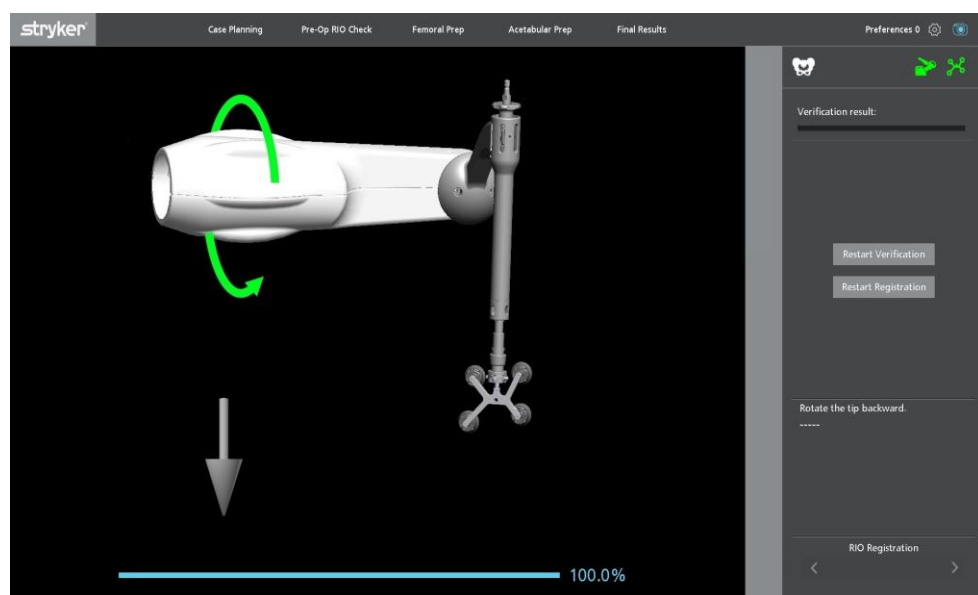 stryker
Case Planning
Pre-Op RIO Check
Femoral Prep
Acetabular Prep
Final Results
Preferences 0
Verification result:
Restart Verification
Restart Registration
Rotate the tip backward.
-----
RIO Registration
< >
100.0%